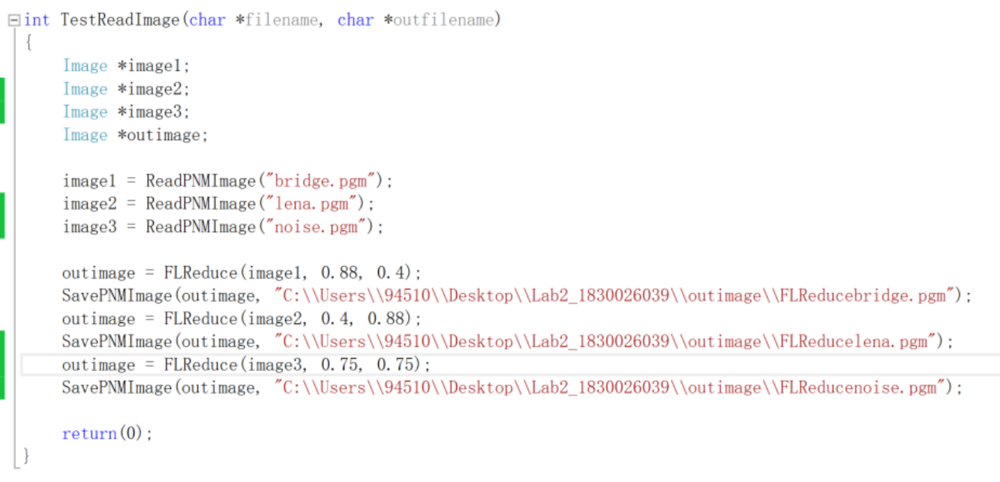 int TestReadImage(char *filename, char *outfilename)
{
Image *image1;
Image *image2;
Image *image3;
Image *outimage;
image1 = ReadPNMImage("bridge.pgm");
image2 = ReadPNMImage("lena.pgm");
image3 = ReadPNMImage("noise.pgm");
outimage = FLReduce(image1, 0.88, 0.4);
SavePNMImage(outimage, "C:\\Users\\94510\\Desktop\\Lab2_1830026039\\outimage\\FLReducebridge.pgm");
outimage = FLReduce(image2, 0.4, 0.88);
SavePNMImage(outimage, "C:\\Users\\94510\\Desktop\\Lab2_1830026039\\outimage\\FLReducelena.pgm");
outimage = FLReduce(image3, 0.75, 0.75);
SavePNMImage(outimage, "C:\\Users\\94510\\Desktop\\Lab2_1830026039\\outimage\\FLReducenoise.pgm");
return(0);
}